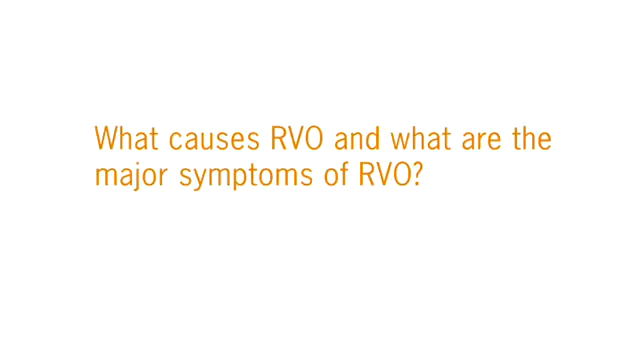 What causes RVO and what are the
major symptoms of RVO?